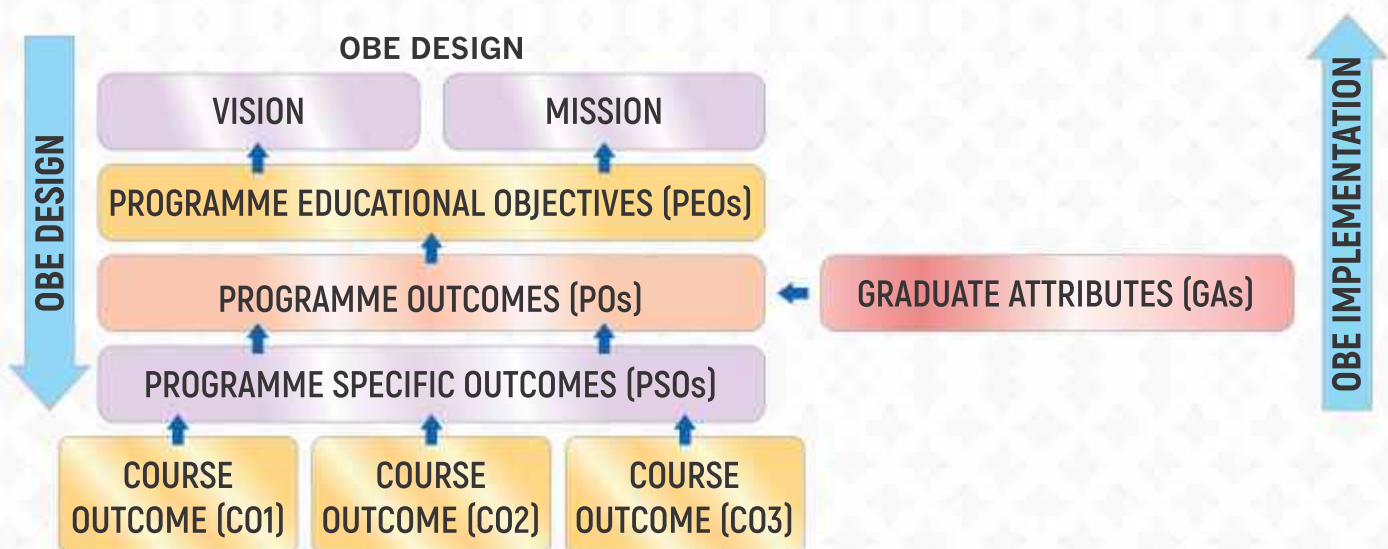 OBE DESIGN
OBE DESIGN
VISION
MISSION
PROGRAMME EDUCATIONAL OBJECTIVES (PEOs)
PROGRAMME OUTCOMES (POs)
GRADUATE ATTRIBUTES (GAs)
PROGRAMME SPECIFIC OUTCOMES (PSOs)
COURSE
OUTCOME (CO1)
COURSE
OUTCOME (CO2)
COURSE
OUTCOME (CO3)
OBE IMPLEMENTATION